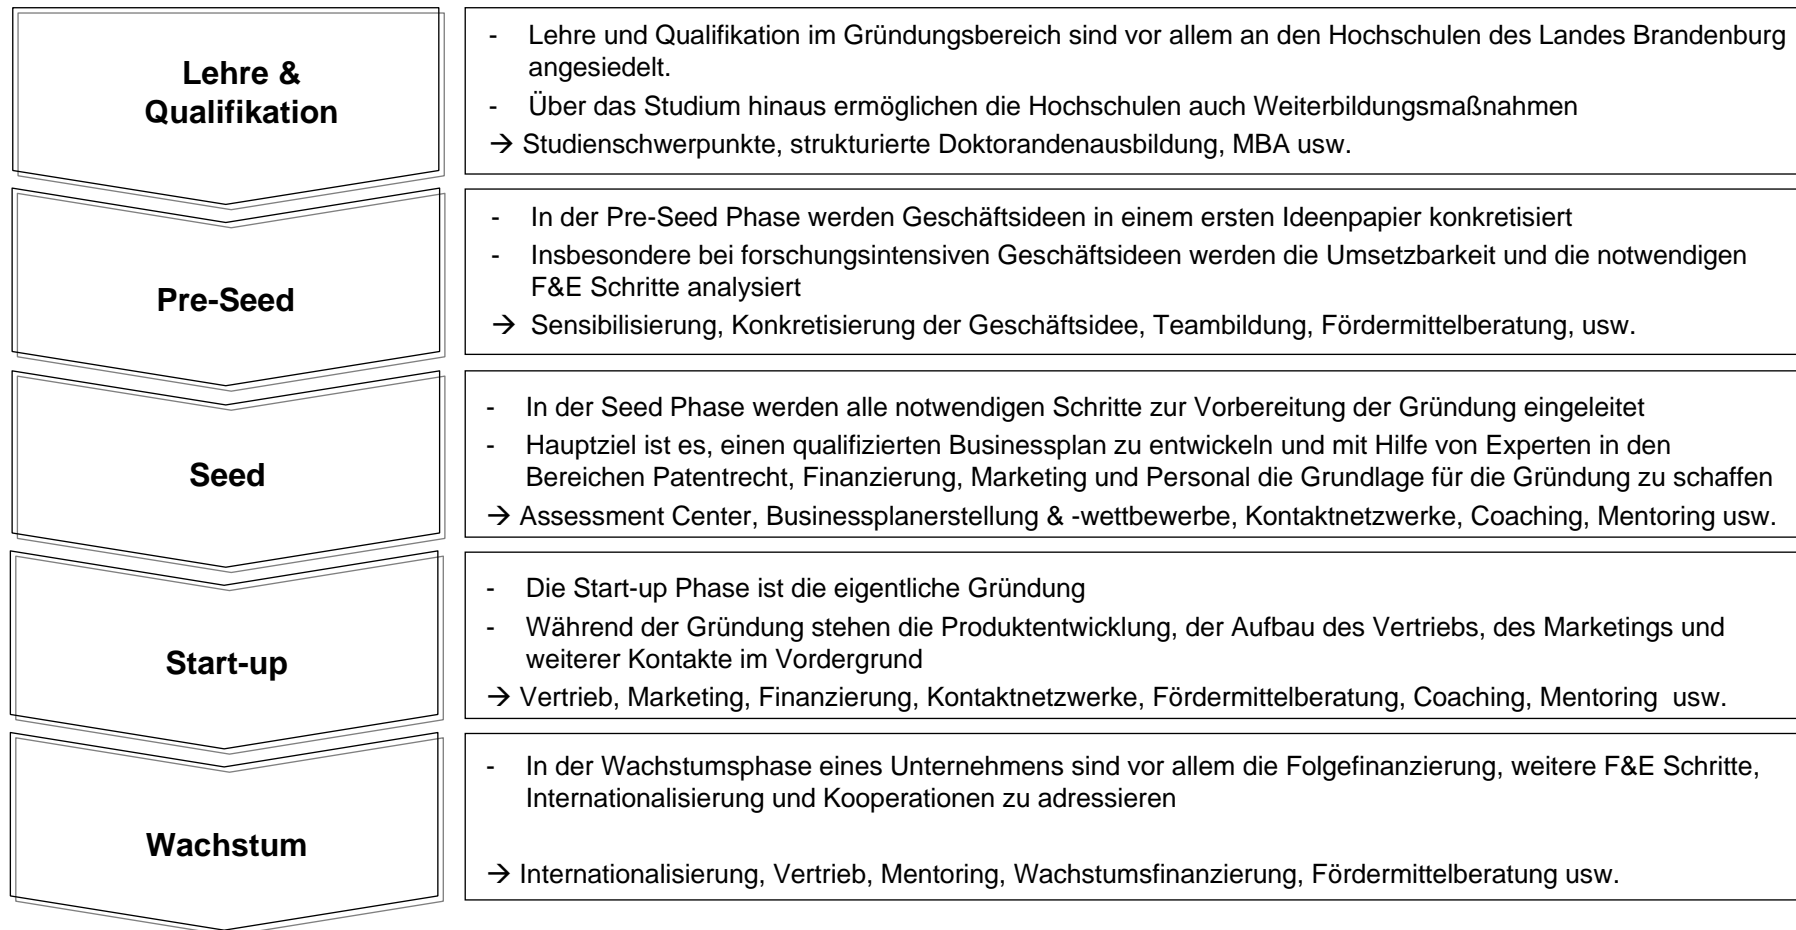 Lehre &
Qualifikation
- Lehre und Qualifikation im Gründungsbereich sind vor allem an den Hochschulen des Landes Brandenburg
angesiedelt.
- Über das Studium hinaus ermöglichen die Hochschulen auch Weiterbildungsmaßnahmen
→ Studienschwerpunkte, strukturierte Doktorandenausbildung, MBA usw.
Pre-Seed
- In der Pre-Seed Phase werden Geschäftsideen in einem ersten Ideenpapier konkretisiert
- Insbesondere bei forschungsintensiven Geschäftsideen werden die Umsetzbarkeit und die notwendigen
F&E Schritte analysiert
→ Sensibilisierung, Konkretisierung der Geschäftsidee, Teambildung, Fördermittelberatung, usw.
Seed
- In der Seed Phase werden alle notwendigen Schritte zur Vorbereitung der Gründung eingeleitet
- Hauptziel ist es, einen qualifizierten Businessplan zu entwickeln und mit Hilfe von Experten in den
Bereichen Patentrecht, Finanzierung, Marketing und Personal die Grundlage für die Gründung zu schaffen
→ Assessment Center, Businessplanerstellung & -wettbewerbe, Kontaktnetzwerke, Coaching, Mentoring usw.
Start-up
- Die Start-up Phase ist die eigentliche Gründung
- Während der Gründung stehen die Produktentwicklung, der Aufbau des Vertriebs, des Marketings und
weiterer Kontakte im Vordergrund
→ Vertrieb, Marketing, Finanzierung, Kontaktnetzwerke, Fördermittelberatung, Coaching, Mentoring usw.
Wachstum
- In der Wachstumsphase eines Unternehmens sind vor allem die Folgefinanzierung, weitere F&E Schritte,
Internationalisierung und Kooperationen zu adressieren
→ Internationalisierung, Vertrieb, Mentoring, Wachstumsfinanzierung, Fördermittelberatung usw.